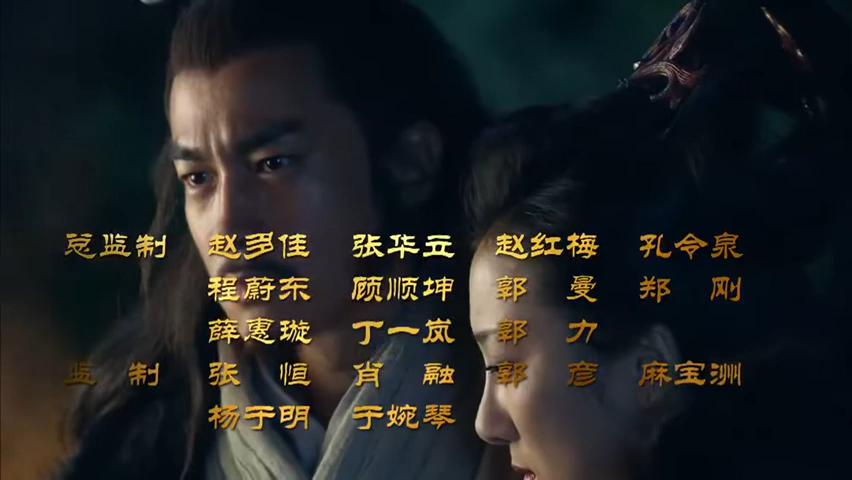 总监制 赵多佳 张华立 赵红梅 孔令泉
程蔚东 顾顺坤 郭曼 郑刚
薛惠璇 丁一岚 郭力
监制 张恒 肖融 郭彦 麻宝洲
杨于明 于婉琴